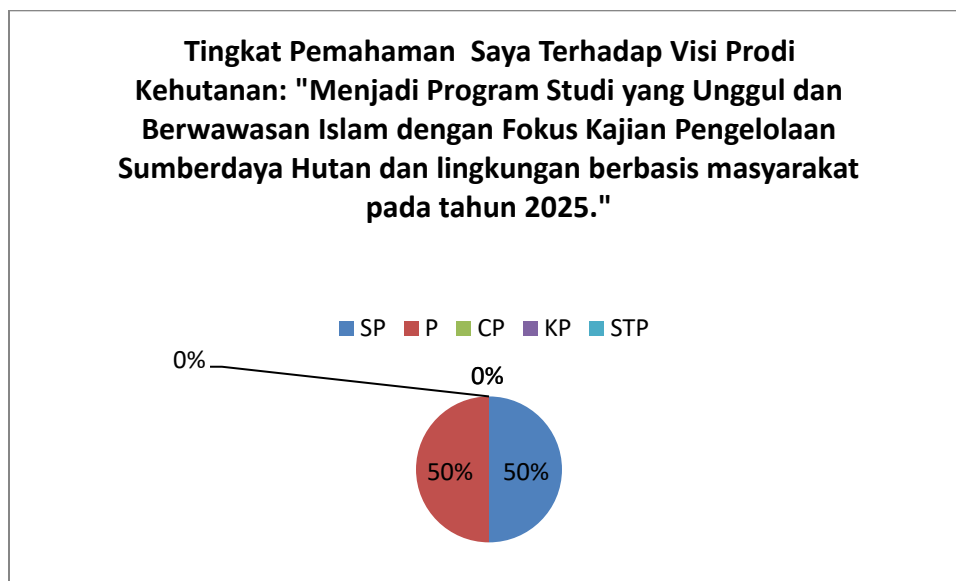 Tingkat Pemahaman Saya Terhadap Visi Prodi
Kehutanan: "Menjadi Program Studi yang Unggul dan
Berwawasan Islam dengan Fokus Kajian Pengelolaan
Sumberdaya Hutan dan lingkungan berbasis masyarakat
pada tahun 2025."
SP P CP KP STP
0% 0%
50% 50%